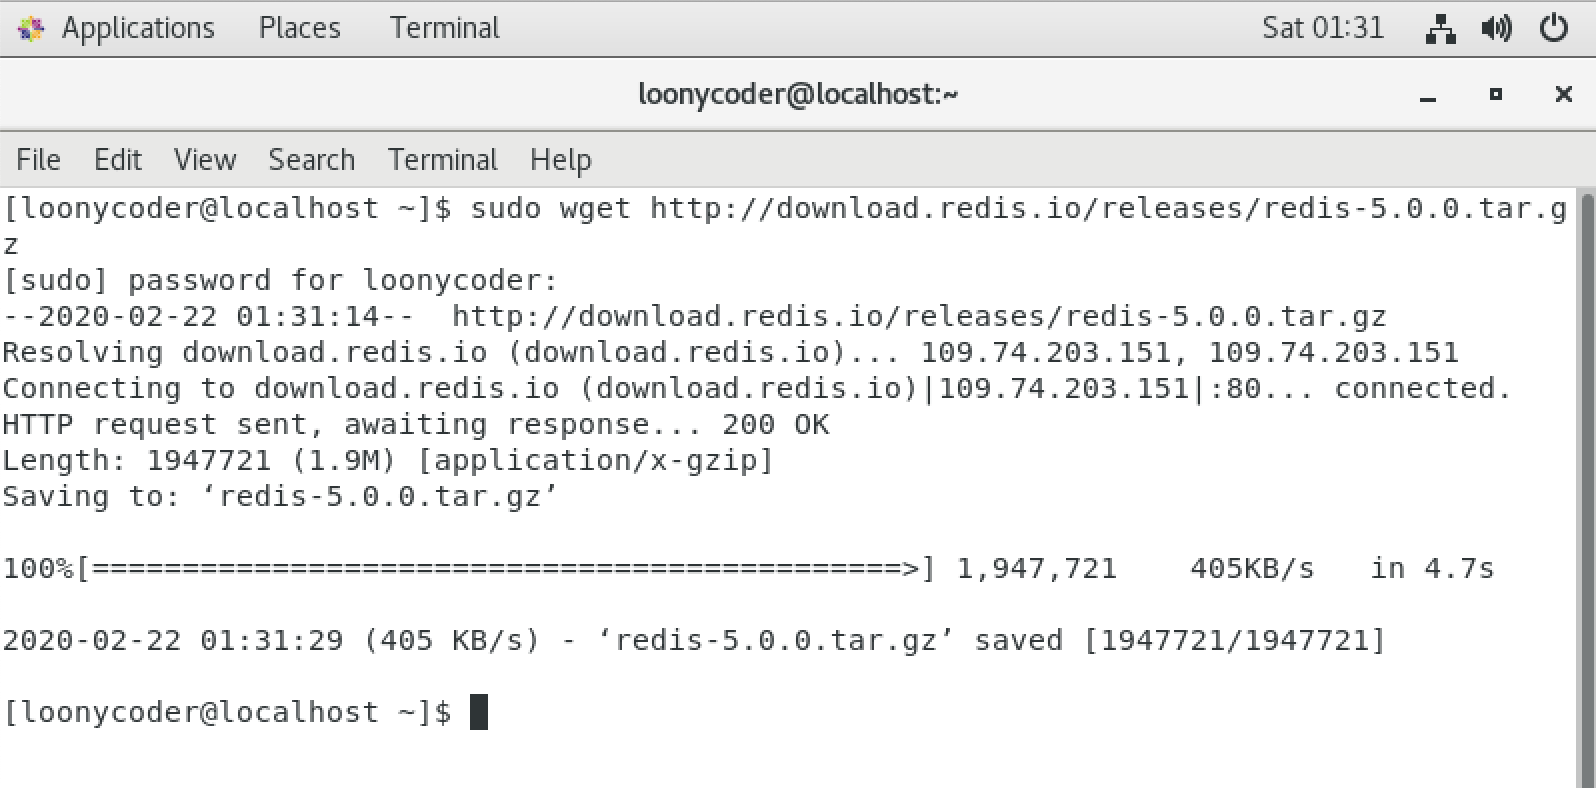 Applications Places Terminal Sat 01:31
loonycoder@localhost:~
File Edit View Search Terminal Help
[loonycoder@localhost ~]$ sudo wget http://download.redis.io/releases/redis-5.0.0.tar.g
z
[sudo] password for loonycoder:
--2020-02-22 01:31:14--  http://download.redis.io/releases/redis-5.0.0.tar.gz
Resolving download.redis.io (download.redis.io)... 109.74.203.151, 109.74.203.151
Connecting to download.redis.io (download.redis.io)|109.74.203.151|:80... connected.
HTTP request sent, awaiting response... 200 OK
Length: 1947721 (1.9M) [application/x-gzip]
Saving to: ‘redis-5.0.0.tar.gz’
100%[=============================================>] 1,947,721    405KB/s   in 4.7s
2020-02-22 01:31:29 (405 KB/s) - ‘redis-5.0.0.tar.gz’ saved [1947721/1947721]
[loonycoder@localhost ~]$